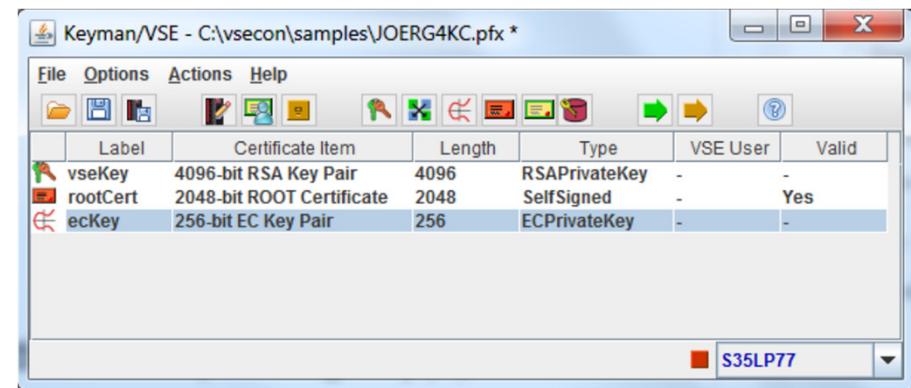 Keyman/VSE - C:\vsecon\samples\JOERG4KC.pfx *
File Options Actions Help
Label Certificate Item Length Type VSE User Valid
vseKey 4096-bit RSA Key Pair 4096 RSAPrivateKey - -
rootCert 2048-bit ROOT Certificate 2048 SelfSigned - Yes
ecKey 256-bit EC Key Pair 256 ECPrivateKey - -
S35LP77